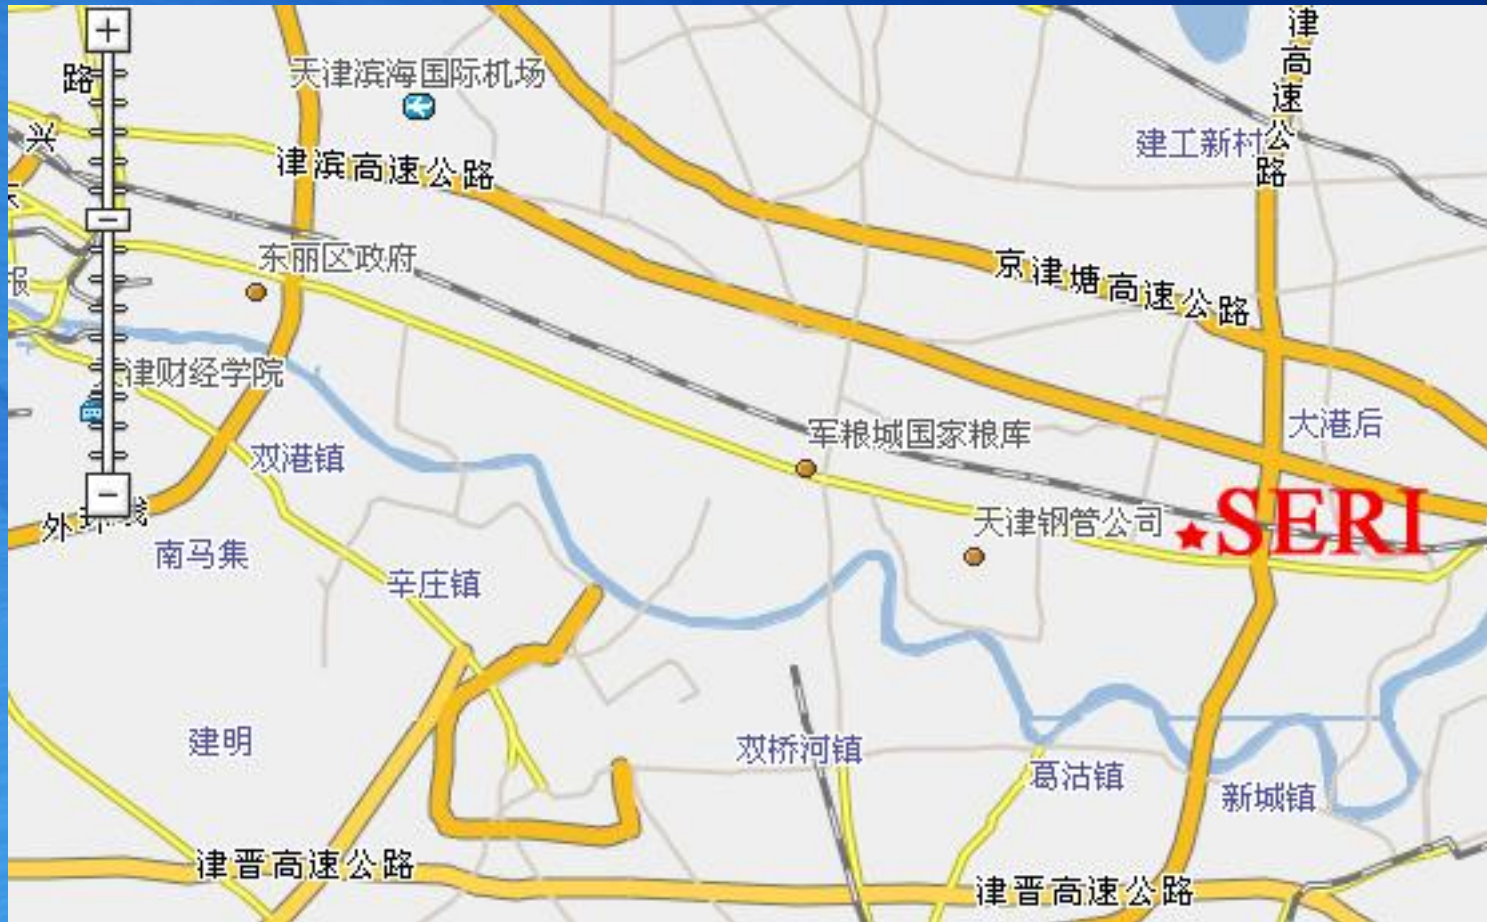 路
津高速公路
天津滨海国际机场
兴
建工新村
津滨高速公路
东丽区政府
京津塘高速公路
报
津财经学院
大港后
双港镇
军粮城国家粮库
SERI
天津钢管公司
外环线
南马集
辛庄镇
建明
双桥河镇
葛沽镇
新城镇
津晋高速公路
津晋高速公路